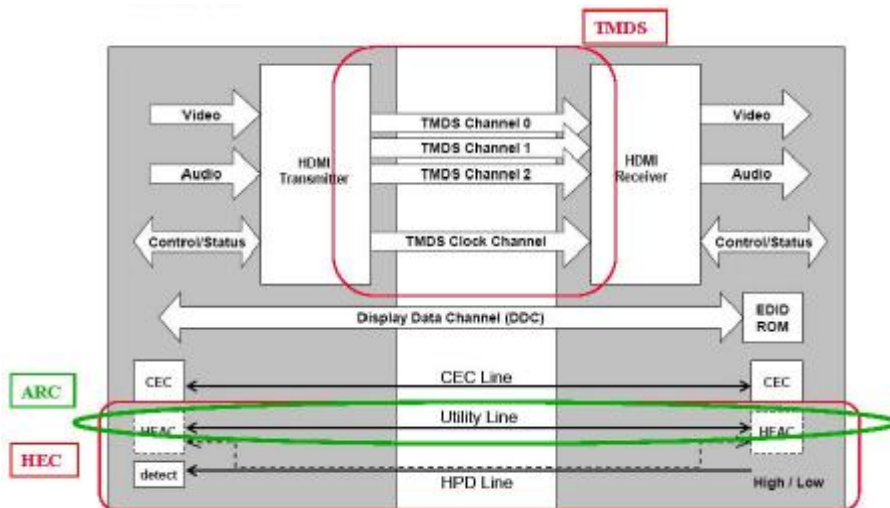 TMDS
Video
TMDS Channel 0
Video
TMDS Channel 1
HDMI
Transmitter
HDMI
Receiver
Audio
TMDS Channel 2
Audio
Control/Status
TMDS Clock Channel
Control/Status
Display Data Channel (DDC)
EDID
ROM
CEC
CEC Line
CEC
ARC
HEAC
Utility Line
HEAC
HEC
detect
HPD Line
High / Low